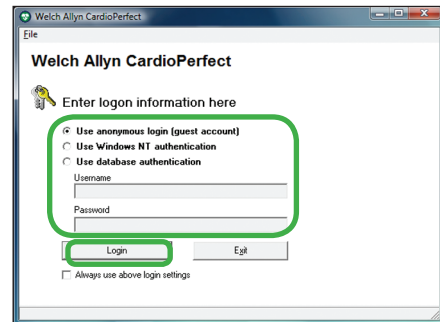 Welch Allyn CardioPerfect
File
Welch Allyn CardioPerfect
Enter logon information here
Use anonymous login (guest account)
Use Windows NT authentication
Use database authentication
Username
Password
Login
Exit
Always use above login settings